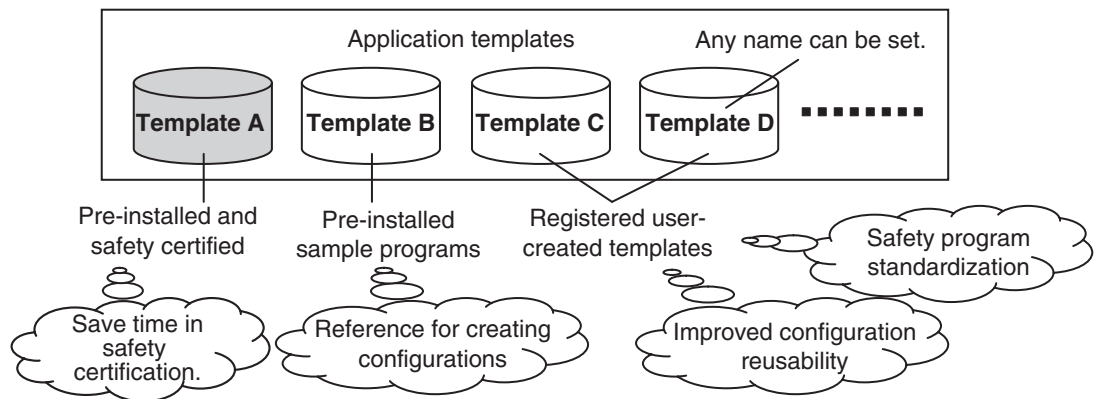 Application templates
Any name can be set.
Template A
Template B
Template C
Template D
Pre-installed and
safety certified
Pre-installed
sample programs
Registered user-
created templates
Safety program
standardization
Save time in
safety
certification.
Reference for creating
configurations
Improved configuration
reusability